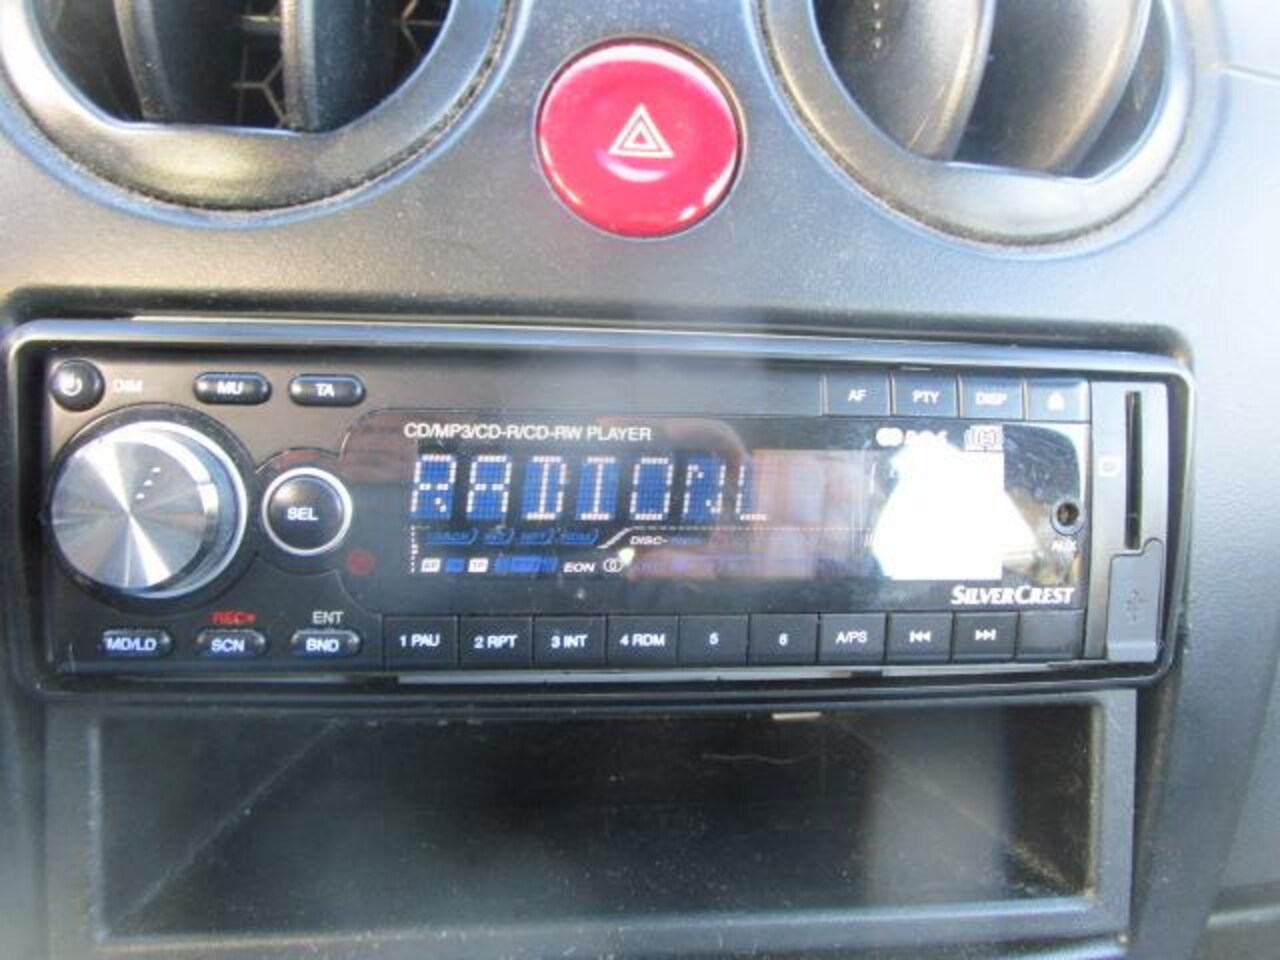 DIM MU TA AF PTY DISP
CD/MP3/CD-R/CD-RW PLAYER
RADIONL
SEL
DISC-
AUX
EON
SILVERCREST
REC ENT
MD/LD SCN BND 1 PAU 2 RPT 3 INT 4 RDM 5 6 A/PS